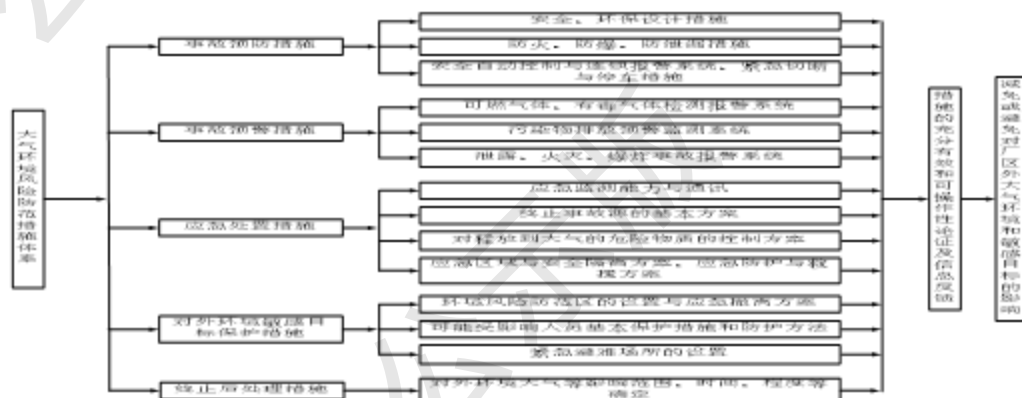 大气环境风险防范措施体系
事故预防措施
安全、环保设计措施
防火、防爆、防泄漏措施
安全自动控制与连锁报警系统，紧急切断
与停车措施
事故预警措施
可燃气体、有毒气体检测报警系统
污染物排放预警监测系统
泄露、火灾、爆炸事故报警系统
应急处置措施
应急监测能力与通讯
终止事故源的基本方案
对释放到大气的危险物质的控制方案
应急区域与安全隔离方案，应急防护与救
援方案
对外环境敏感目
标保护措施
环境风险防范区的设置与应急撤离方案
可能受影响人员基本保护措施和防护方法
紧急避难场所的设置
终止后处理措施
对外环境大气等影响范围、时间、程度等
确定
措施的充分有效和可操作性论证及信息反馈
减免或避免对厂区外大气环境和敏感目标的影响
公示版